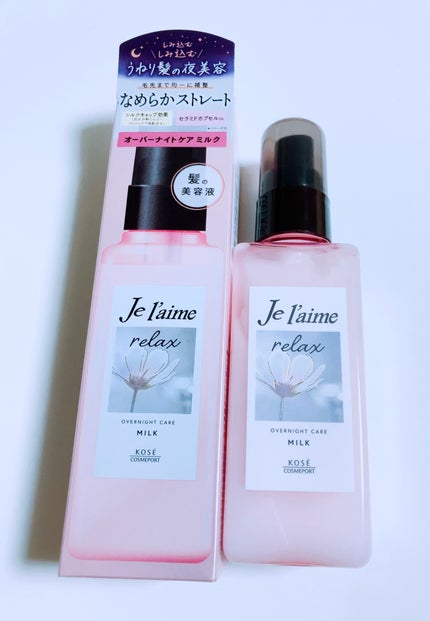 しみ込む
しみ込む
うねり髪の夜美容
毛先まで均一に補整
なめらかストレート
シルクキャップ効果
セラミドカプセル
オーバーナイトケア ミルク
髪の
美容液
Je l'aime
relax
OVERNIGHT CARE
MILK
KOSÉ
COSMEPORT
Je l'aime
relax
OVERNIGHT CARE
MILK
KOSÉ
COSMEPORT